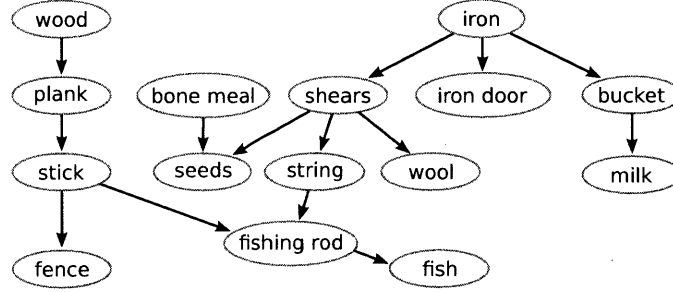 wood
iron
plank
bone meal
shears
iron door
bucket
stick
seeds
string
wool
milk
fishing rod
fence
fish